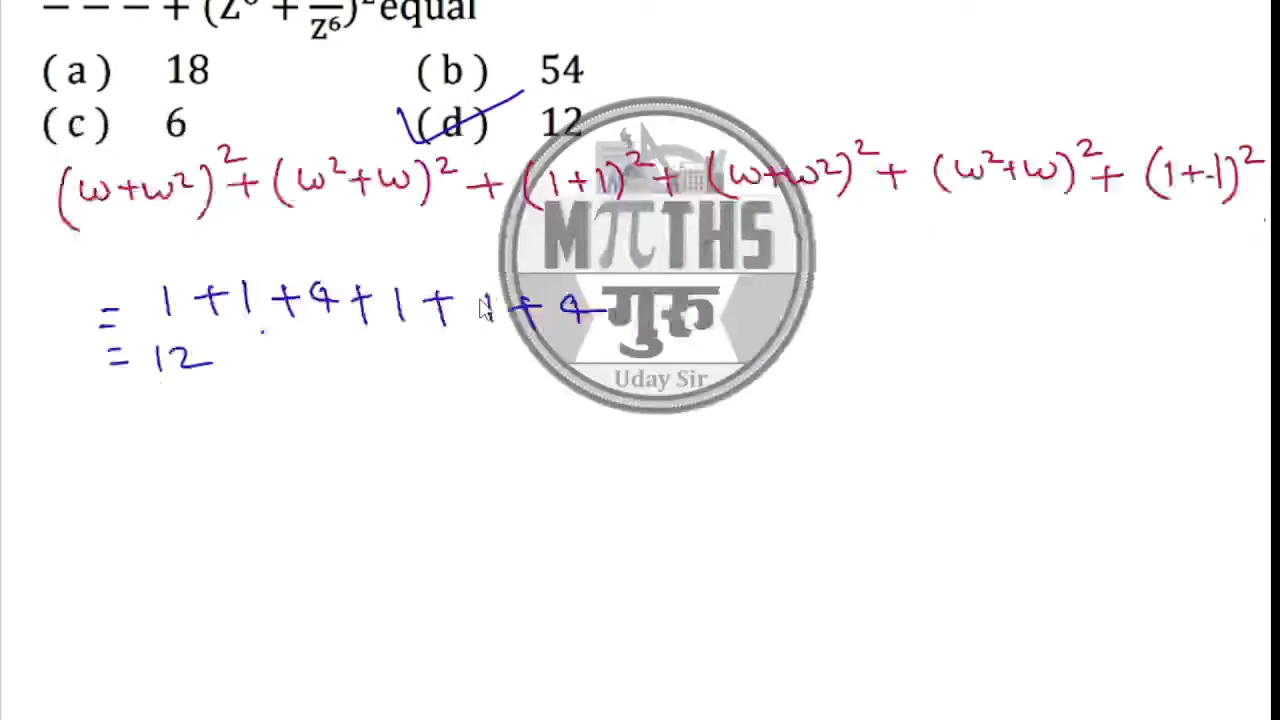 − − − + (Z⁶ + 1/Z⁶)² equal
(a) 18 (b) 54
(c) 6 (d) 12
(ω+ω²)² + (ω²+ω)² + (1+1)² + (ω+ω²)² + (ω²+ω)² + (1+1)²
= 1 + 1 + 4 + 1 + 1 + 4
= 12
MπTHS
गुरु
Uday Sir